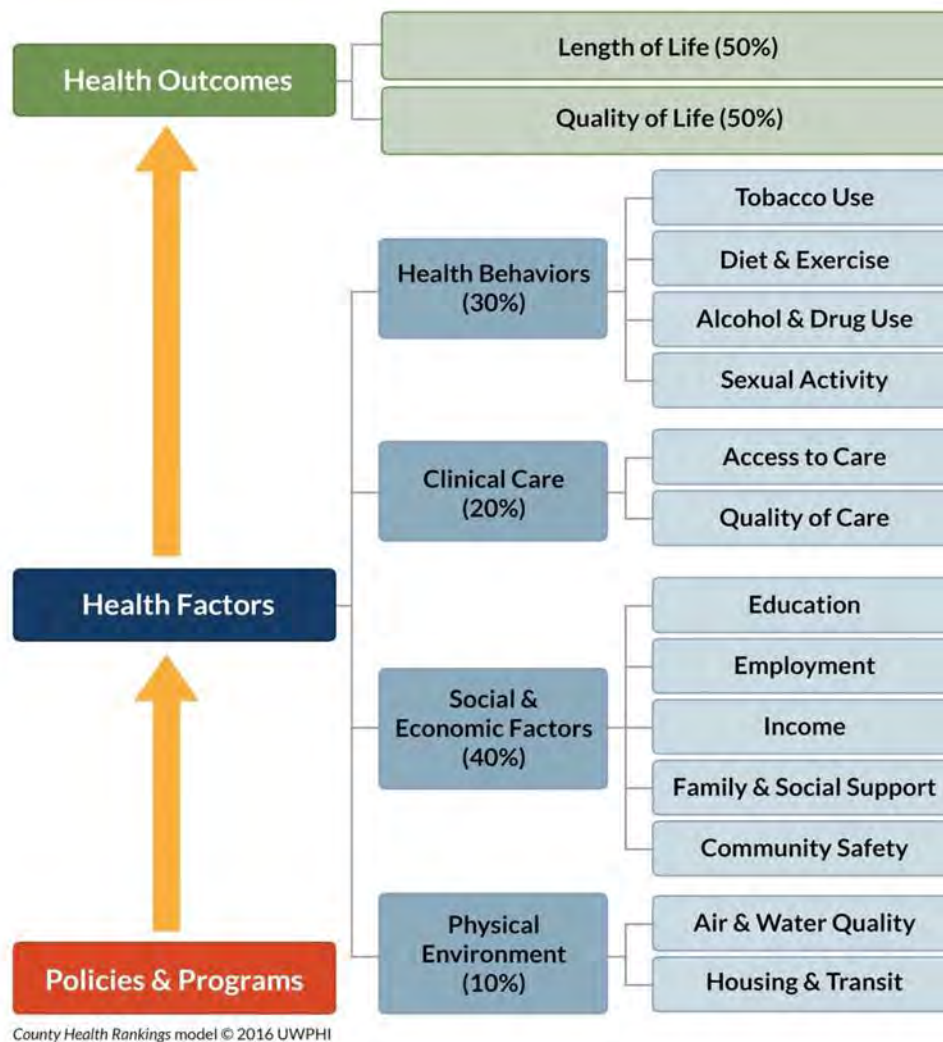 Health Outcomes
Length of Life (50%)
Quality of Life (50%)
Health Behaviors
(30%)
Tobacco Use
Diet & Exercise
Alcohol & Drug Use
Sexual Activity
Clinical Care
(20%)
Access to Care
Quality of Care
Health Factors
Social &
Economic Factors
(40%)
Education
Employment
Income
Family & Social Support
Community Safety
Physical
Environment
(10%)
Air & Water Quality
Housing & Transit
Policies & Programs
County Health Rankings model © 2016 UWPHI